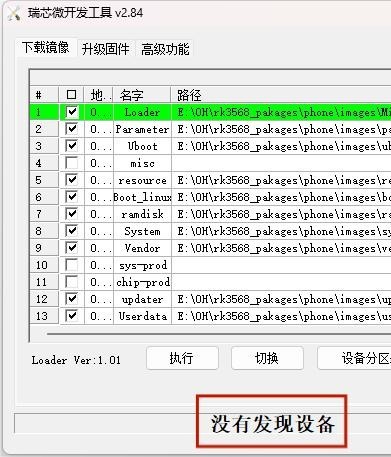 瑞芯微开发工具 v2.84
下载镜像 升级固件 高级功能
# 地.. 名字 路径
1 0... Loader E:\OH\rk3568_pakages\phone\images\Mi
2 0... Parameter E:\OH\rk3568_pakages\phone\images\pa
3 0... Uboot E:\OH\rk3568_pakages\phone\images\ub
4 0... misc
5 0... resource E:\OH\rk3568_pakages\phone\images\re
6 0... Boot_linux E:\OH\rk3568_pakages\phone\images\bo
7 0... ramdisk E:\OH\rk3568_pakages\phone\images\ra
8 0... System E:\OH\rk3568_pakages\phone\images\sy
9 0... Vendor E:\OH\rk3568_pakages\phone\images\ve
10 0... sys-prod
11 0... chip-prod
12 0... updater E:\OH\rk3568_pakages\phone\images\up
13 0... Userdata E:\OH\rk3568_pakages\phone\images\us
Loader Ver:1.01 执行 切换 设备分区
没有发现设备